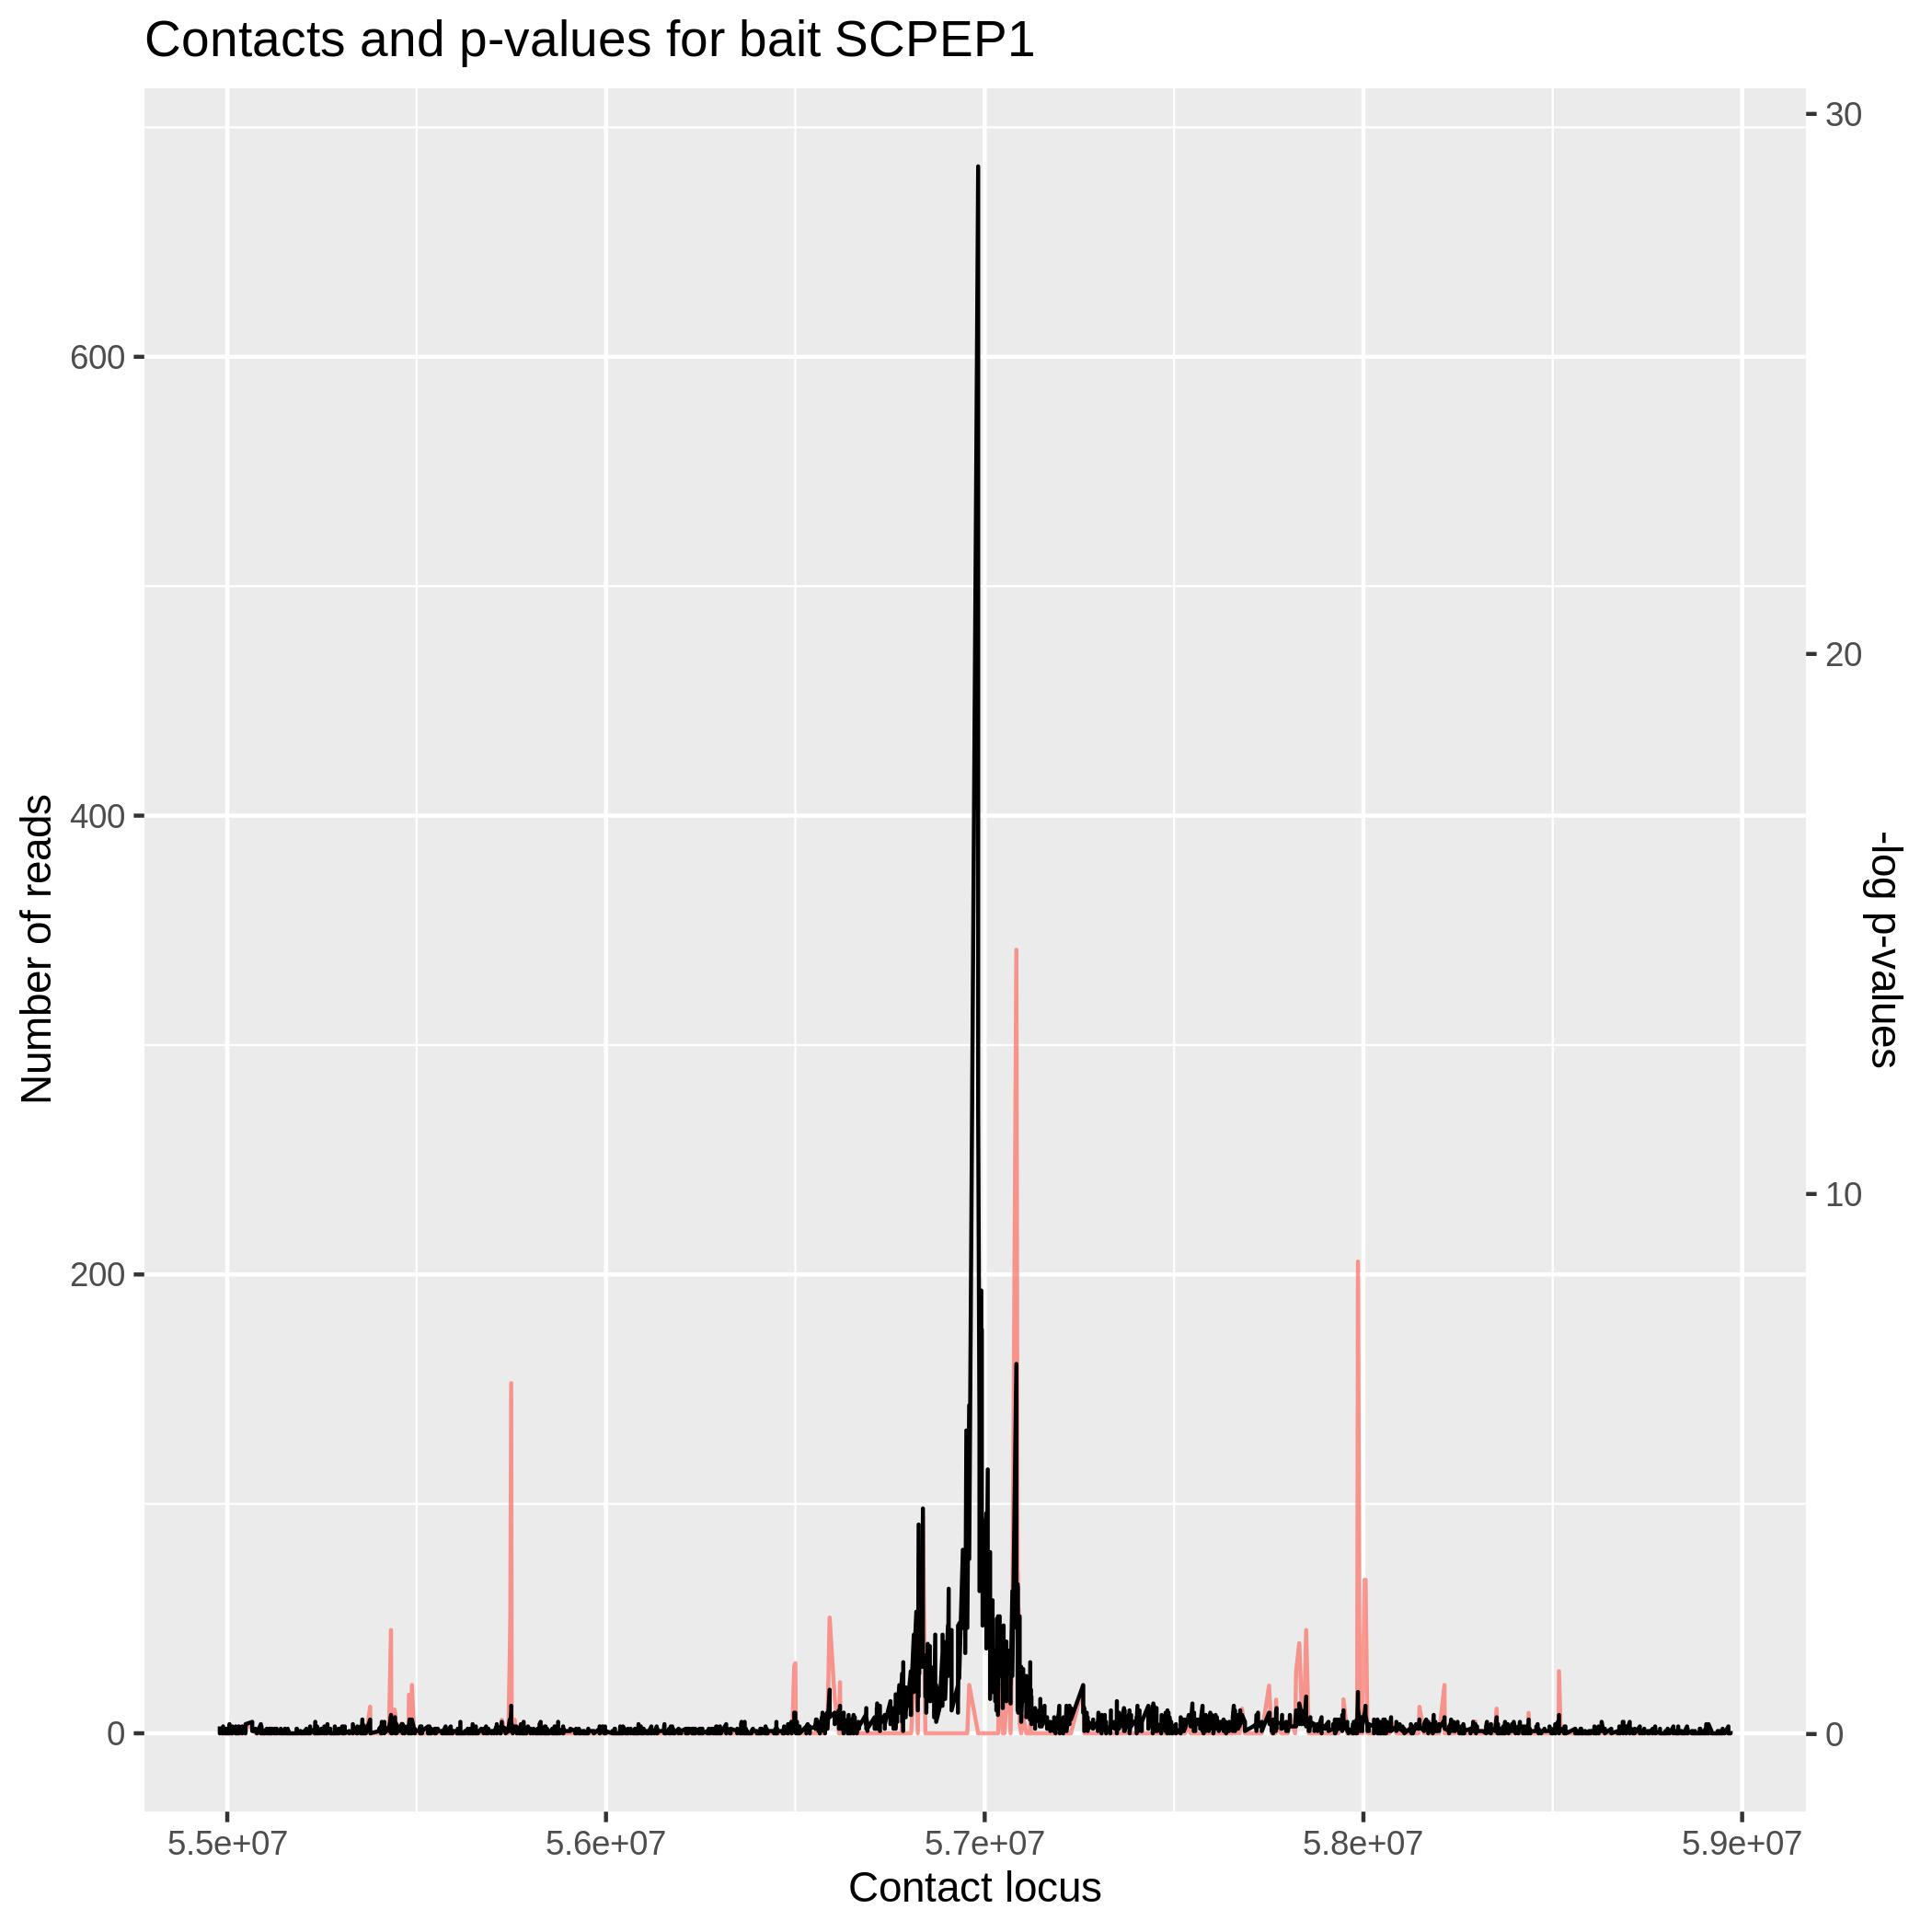 Contacts and p-values for bait SCPEP1
Number of reads
600
400
200
0
30
20
10
0
-log p-values
5.5e+07
5.6e+07
5.7e+07
5.8e+07
5.9e+07
Contact locus